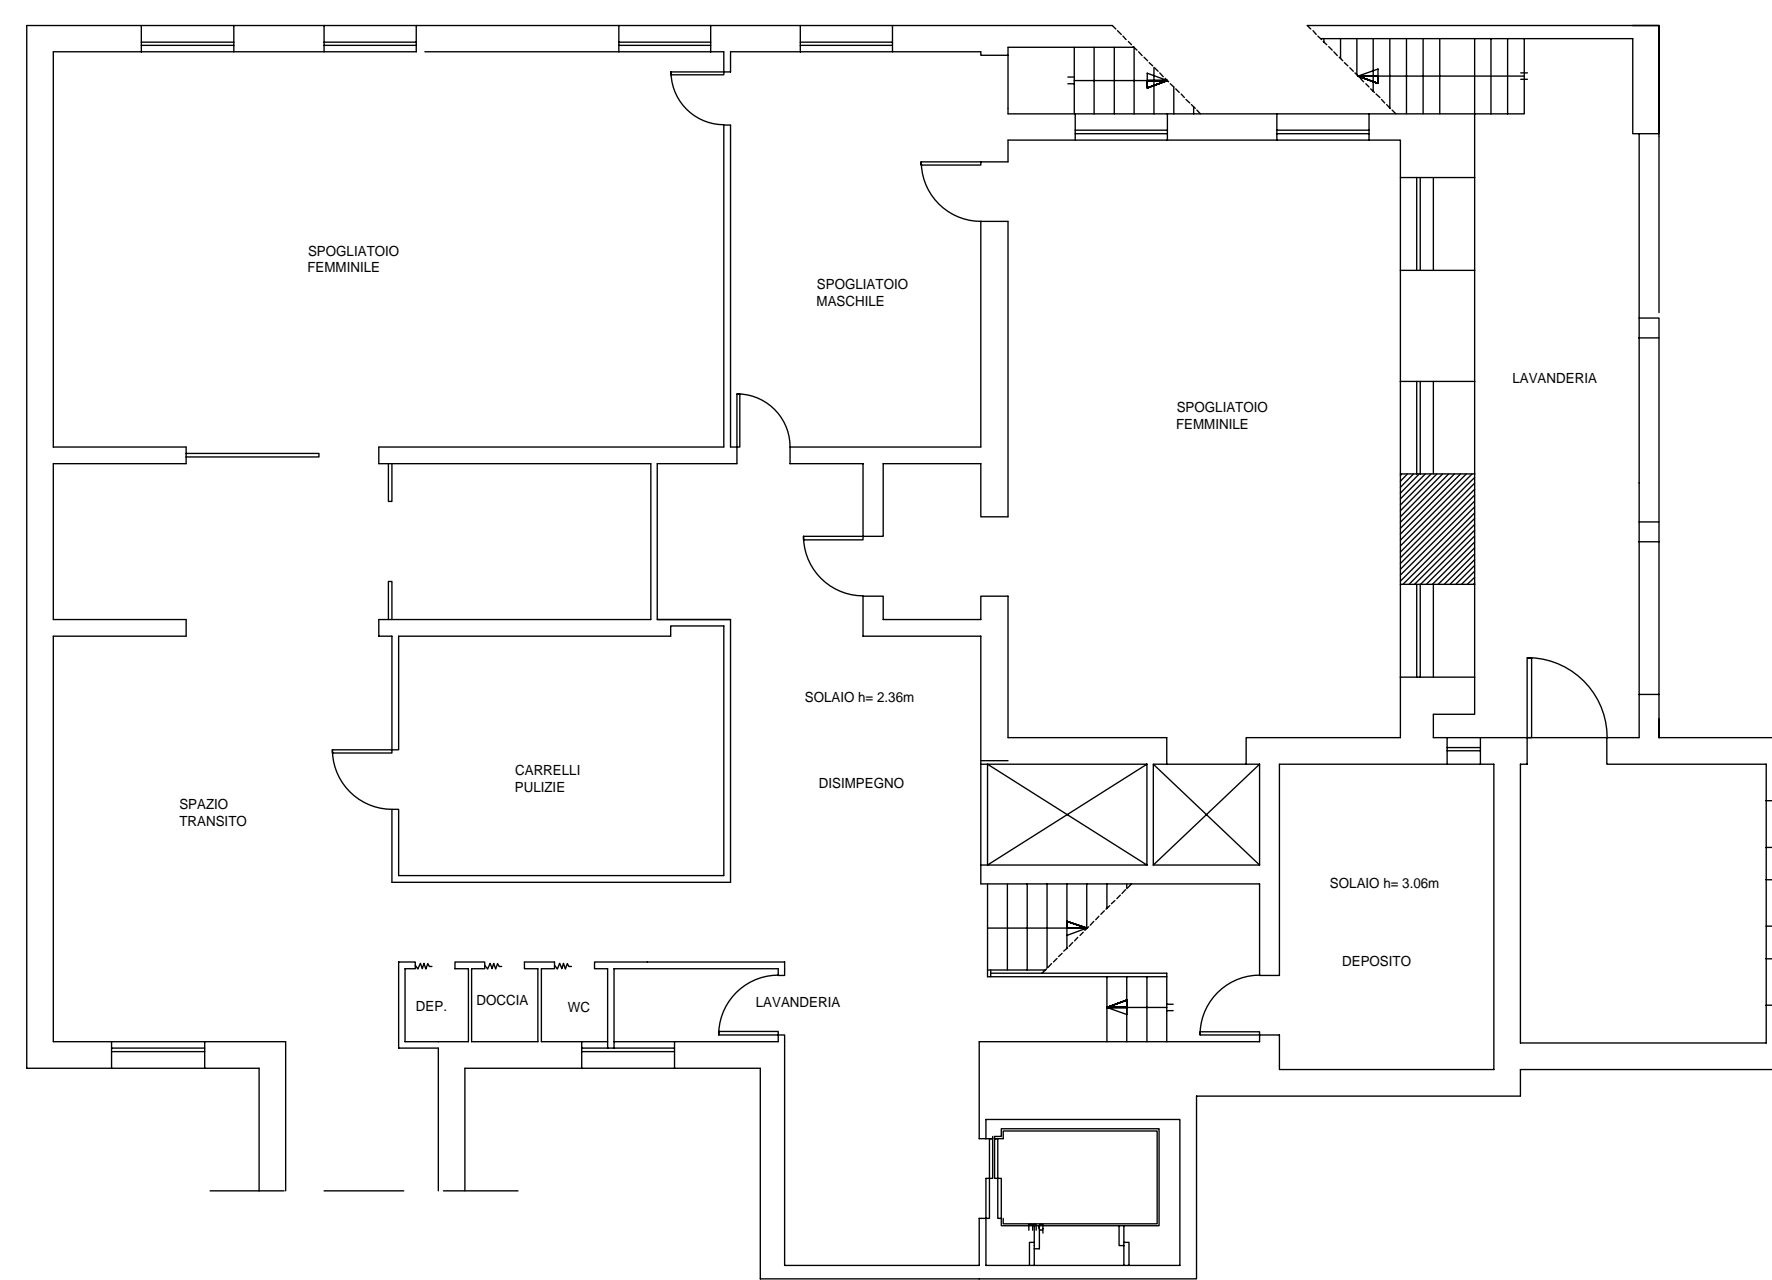 SPOGLIATOIO
FEMMINILE
SPOGLIATOIO
MASCHILE
LAVANDERIA
SPOGLIATOIO
FEMMINILE
SOLAIO h= 2.36m
CARRELLI
PULIZIE
DISIMPEGNO
SPAZIO
TRANSITO
SOLAIO h= 3.06m
DEPOSITO
DEP.
DOCCIA
WC
LAVANDERIA